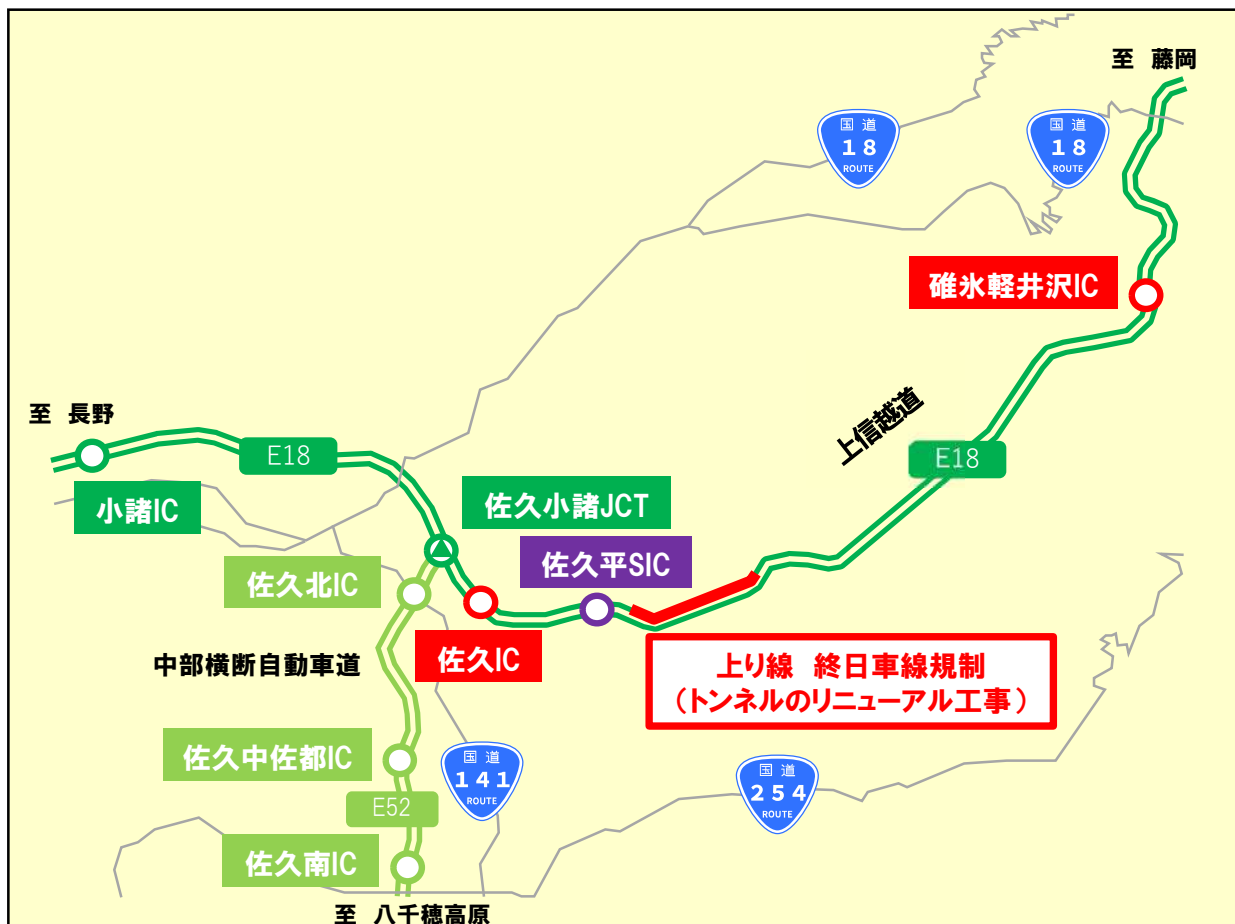 至 藤岡
国道
18
ROUTE
国道
18
ROUTE
碓氷軽井沢IC
至 長野
上信越道
E18
E18
小諸IC
佐久小諸JCT
佐久平SIC
佐久北IC
佐久IC
中部横断自動車道
上り線 終日車線規制
(トンネルのリニューアル工事)
佐久中佐都IC
国道
141
ROUTE
国道
254
ROUTE
E52
佐久南IC
至 八千穂高原